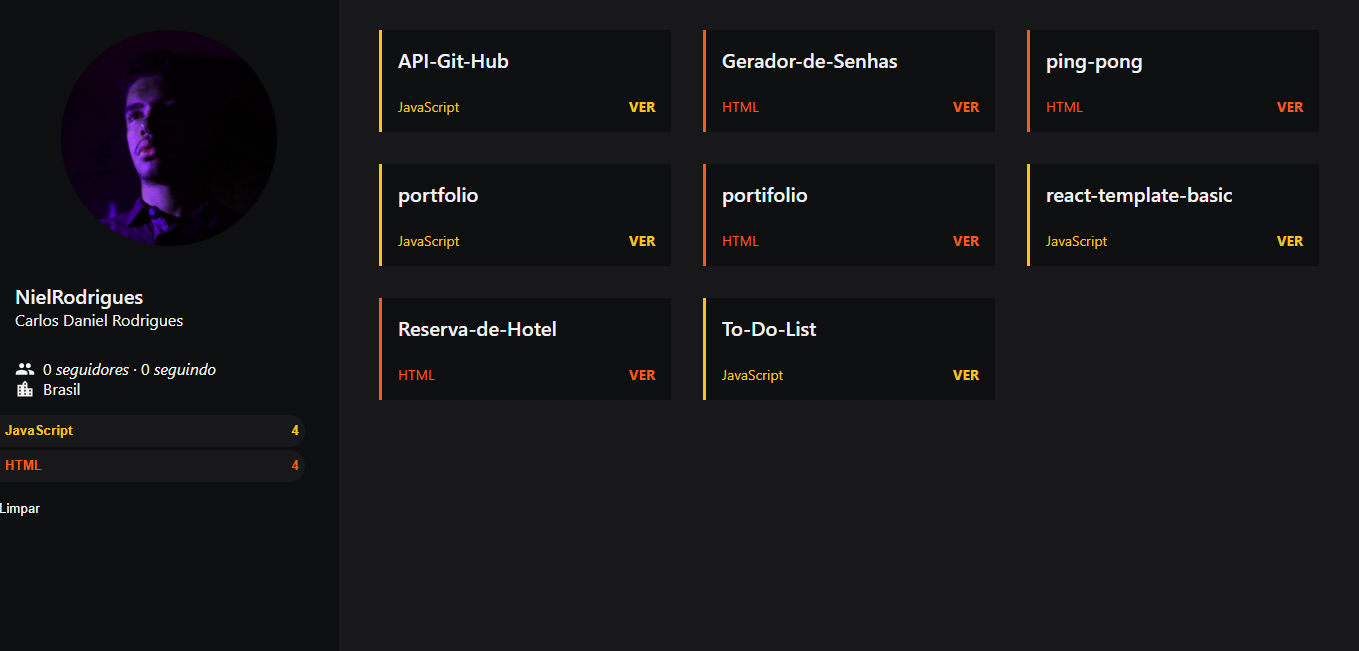 NielRodrigues
Carlos Daniel Rodrigues
0 seguidores · 0 seguindo
Brasil
JavaScript 4
HTML 4
Limpar
API-Git-Hub
JavaScript VER
Gerador-de-Senhas
HTML VER
ping-pong
HTML VER
portfolio
JavaScript VER
portifolio
HTML VER
react-template-basic
JavaScript VER
Reserva-de-Hotel
HTML VER
To-Do-List
JavaScript VER